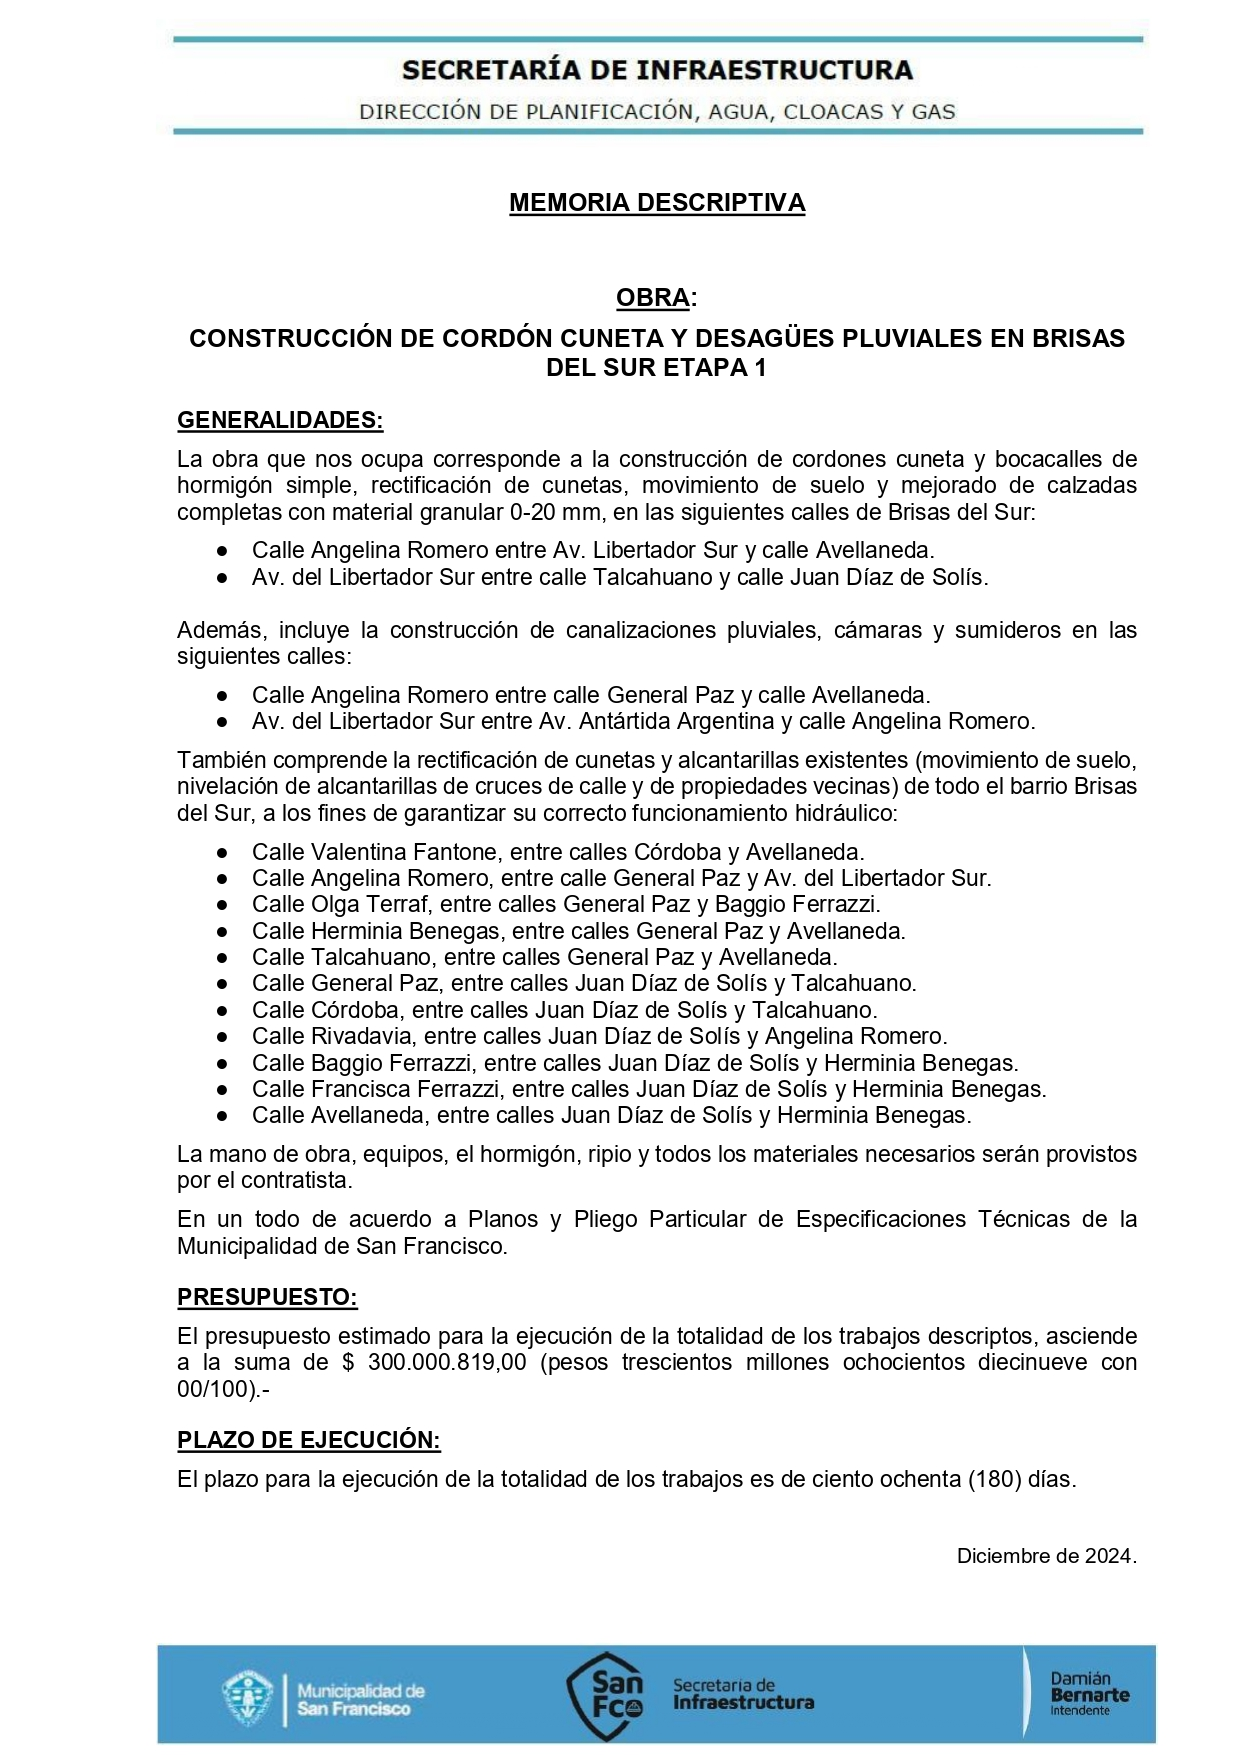 SECRETARÍA DE INFRAESTRUCTURA
DIRECCIÓN DE PLANIFICACIÓN, AGUA, CLOACAS Y GAS
MEMORIA DESCRIPTIVA
OBRA:
CONSTRUCCIÓN DE CORDÓN CUNETA Y DESAGÜES PLUVIALES EN BRISAS
DEL SUR ETAPA 1
GENERALIDADES:
La obra que nos ocupa corresponde a la construcción de cordones cuneta y bocacalles de
hormigón simple, rectificación de cunetas, movimiento de suelo y mejorado de calzadas
completas con material granular 0-20 mm, en las siguientes calles de Brisas del Sur:
● Calle Angelina Romero entre Av. Libertador Sur y calle Avellaneda.
● Av. del Libertador Sur entre calle Talcahuano y calle Juan Díaz de Solís.
Además, incluye la construcción de canalizaciones pluviales, cámaras y sumideros en las
siguientes calles:
● Calle Angelina Romero entre calle General Paz y calle Avellaneda.
● Av. del Libertador Sur entre Av. Antártida Argentina y calle Angelina Romero.
También comprende la rectificación de cunetas y alcantarillas existentes (movimiento de suelo,
nivelación de alcantarillas de cruces de calle y de propiedades vecinas) de todo el barrio Brisas
del Sur, a los fines de garantizar su correcto funcionamiento hidráulico:
● Calle Valentina Fantone, entre calles Córdoba y Avellaneda.
● Calle Angelina Romero, entre calle General Paz y Av. del Libertador Sur.
● Calle Olga Terraf, entre calles General Paz y Baggio Ferrazzi.
● Calle Herminia Benegas, entre calles General Paz y Avellaneda.
● Calle Talcahuano, entre calles General Paz y Avellaneda.
● Calle General Paz, entre calles Juan Díaz de Solís y Talcahuano.
● Calle Córdoba, entre calles Juan Díaz de Solís y Talcahuano.
● Calle Rivadavia, entre calles Juan Díaz de Solís y Angelina Romero.
● Calle Baggio Ferrazzi, entre calles Juan Díaz de Solís y Herminia Benegas.
● Calle Francisca Ferrazzi, entre calles Juan Díaz de Solís y Herminia Benegas.
● Calle Avellaneda, entre calles Juan Díaz de Solís y Herminia Benegas.
La mano de obra, equipos, el hormigón, ripio y todos los materiales necesarios serán provistos
por el contratista.
En un todo de acuerdo a Planos y Pliego Particular de Especificaciones Técnicas de la
Municipalidad de San Francisco.
PRESUPUESTO:
El presupuesto estimado para la ejecución de la totalidad de los trabajos descriptos, asciende
a la suma de $ 300.000.819,00 (pesos trescientos millones ochocientos diecinueve con
00/100).-
PLAZO DE EJECUCIÓN:
El plazo para la ejecución de la totalidad de los trabajos es de ciento ochenta (180) días.
Diciembre de 2024.
Municipalidad de
San Francisco
San
Fco
Secretaría de
Infraestructura
Damián
Bernarte
Intendente